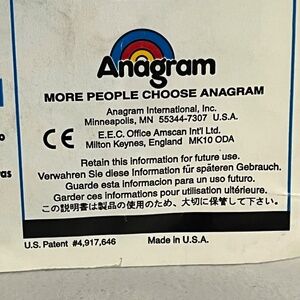 Anagram
MORE PEOPLE CHOOSE ANAGRAM
Anagram International, Inc.
Minneapolis, MN 55344-7307 U.S.A.
CE
E.E.C. Office Amscan Int'l Ltd.
Milton Keynes, England MK10 ODA
Retain this information for future use.
Verwahren Sie diese Information für späteren Gebrauch.
Guarde esta informacion para un uso futuro.
Garder ces informations pour utilisation ultérieure.
この説明書は製品の使用のため、大切に保管して下さい。
U.S. Patent #4,917,646 Made in U.S.A.